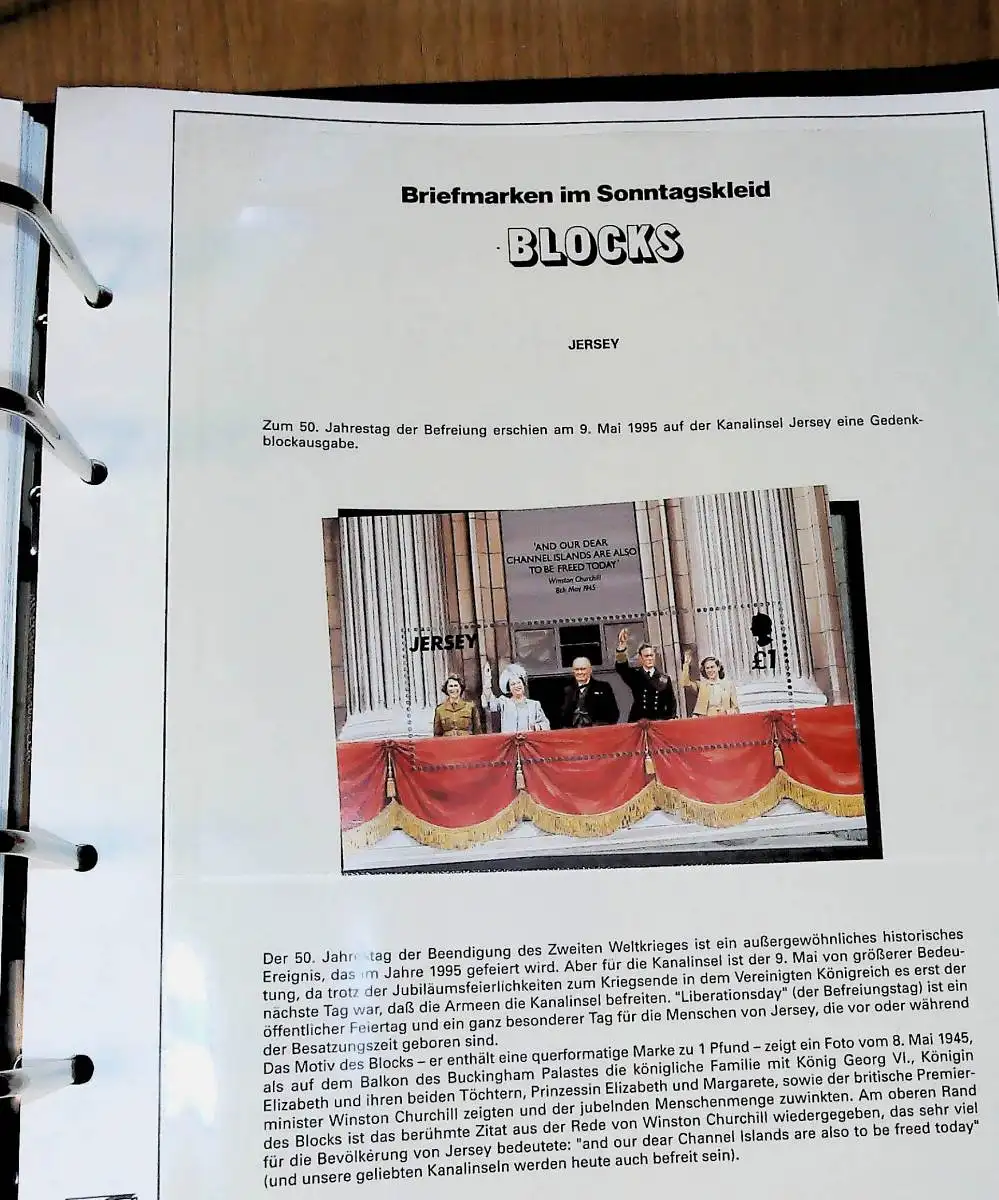 Briefmarken im Sonntagskleid
BLOCKS
JERSEY
Zum 50. Jahrestag der Befreiung erschien am 9. Mai 1995 auf der Kanalinsel Jersey eine Gedenk-
blockausgabe.
'AND OUR DEAR
CHANNEL ISLANDS ARE ALSO
TO BE FREED TODAY'
Winston Churchill
8th May 1945
JERSEY
£1
Der 50. Jahrestag der Beendigung des Zweiten Weltkrieges ist ein außergewöhnliches historisches
Ereignis, das im Jahre 1995 gefeiert wird. Aber für die Kanalinsel ist der 9. Mai von größerer Bedeu-
tung, da trotz der Jubiläumsfeierlichkeiten zum Kriegsende in dem Vereinigten Königreich es erst der
nächste Tag war, daß die Armeen die Kanalinsel befreiten. "Liberationsday" (der Befreiungstag) ist ein
öffentlicher Feiertag und ein ganz besonderer Tag für die Menschen von Jersey, die vor oder während
der Besatzungszeit geboren sind.
Das Motiv des Blocks – er enthält eine querformatige Marke zu 1 Pfund – zeigt ein Foto vom 8. Mai 1945,
als auf dem Balkon des Buckingham Palastes die königliche Familie mit König Georg VI., Königin
Elizabeth und ihren beiden Töchtern, Prinzessin Elizabeth und Margarete, sowie der britische Premier-
minister Winston Churchill zeigten und der jubelnden Menschenmenge zuwinkten. Am oberen Rand
des Blocks ist das berühmte Zitat aus der Rede von Winston Churchill wiedergegeben, das sehr viel
für die Bevölkerung von Jersey bedeutete: "and our dear Channel Islands are also to be freed today"
(und unsere geliebten Kanalinseln werden heute auch befreit sein).